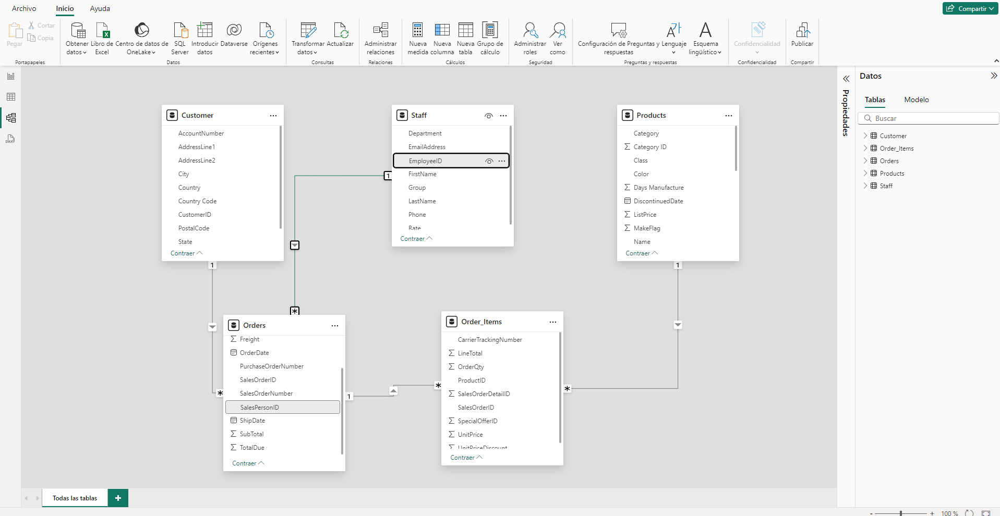 Archivo
Inicio
Ayuda
Compartir
Pegar
Cortar
Copia
Obtener datos
Libro de Excel
Centro de datos de OneLake
SQL Server
Introducir datos
Dataverse
Orígenes recientes
Transformar datos
Actualizar
Administrar relaciones
Nueva medida
Nueva columna
Nueva tabla
Grupo de cálculo
Administrar roles
Ver como
Configuración de Preguntas y respuestas
Lenguaje
Esquema lingüístico
Confidencialidad
Publicar
Portapapeles
Datos
Consultas
Relaciones
Cálculos
Seguridad
Preguntas y respuestas
Confidencialidad
Compartir
DAX
Customer
AccountNumber
AddressLine1
AddressLine2
City
Country
Country Code
CustomerID
PostalCode
State
Contraer
1
*
Staff
Department
EmailAddress
EmployeeID
FirstName
Group
LastName
Phone
Rate
Contraer
1
*
Products
Category
Σ Category ID
Class
Color
Σ Days Manufacture
DiscontinuedDate
Σ ListPrice
Σ MakeFlag
Name
Contraer
1
*
Orders
Σ Freight
OrderDate
PurchaseOrderNumber
SalesOrderID
SalesOrderNumber
SalesPersonID
ShipDate
Σ SubTotal
Σ TotalDue
Contraer
1
*
Order_Items
CarrierTrackingNumber
Σ LineTotal
Σ OrderQty
ProductID
Σ SalesOrderDetailID
SalesOrderID
Σ SpecialOfferID
Σ UnitPrice
Σ UnitPriceDiscount
Contraer
Propiedades
Datos
Tablas
Modelo
Buscar
Customer
Order_Items
Orders
Products
Staff
Todas las tablas
+
- + 100 %